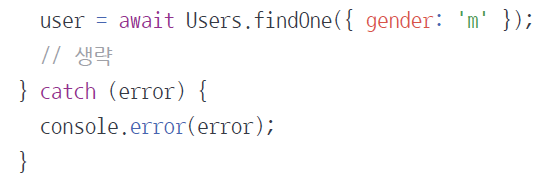 user = await Users.findOne({ gender: 'm' });
// 생략
} catch (error) {
console.error(error);
}